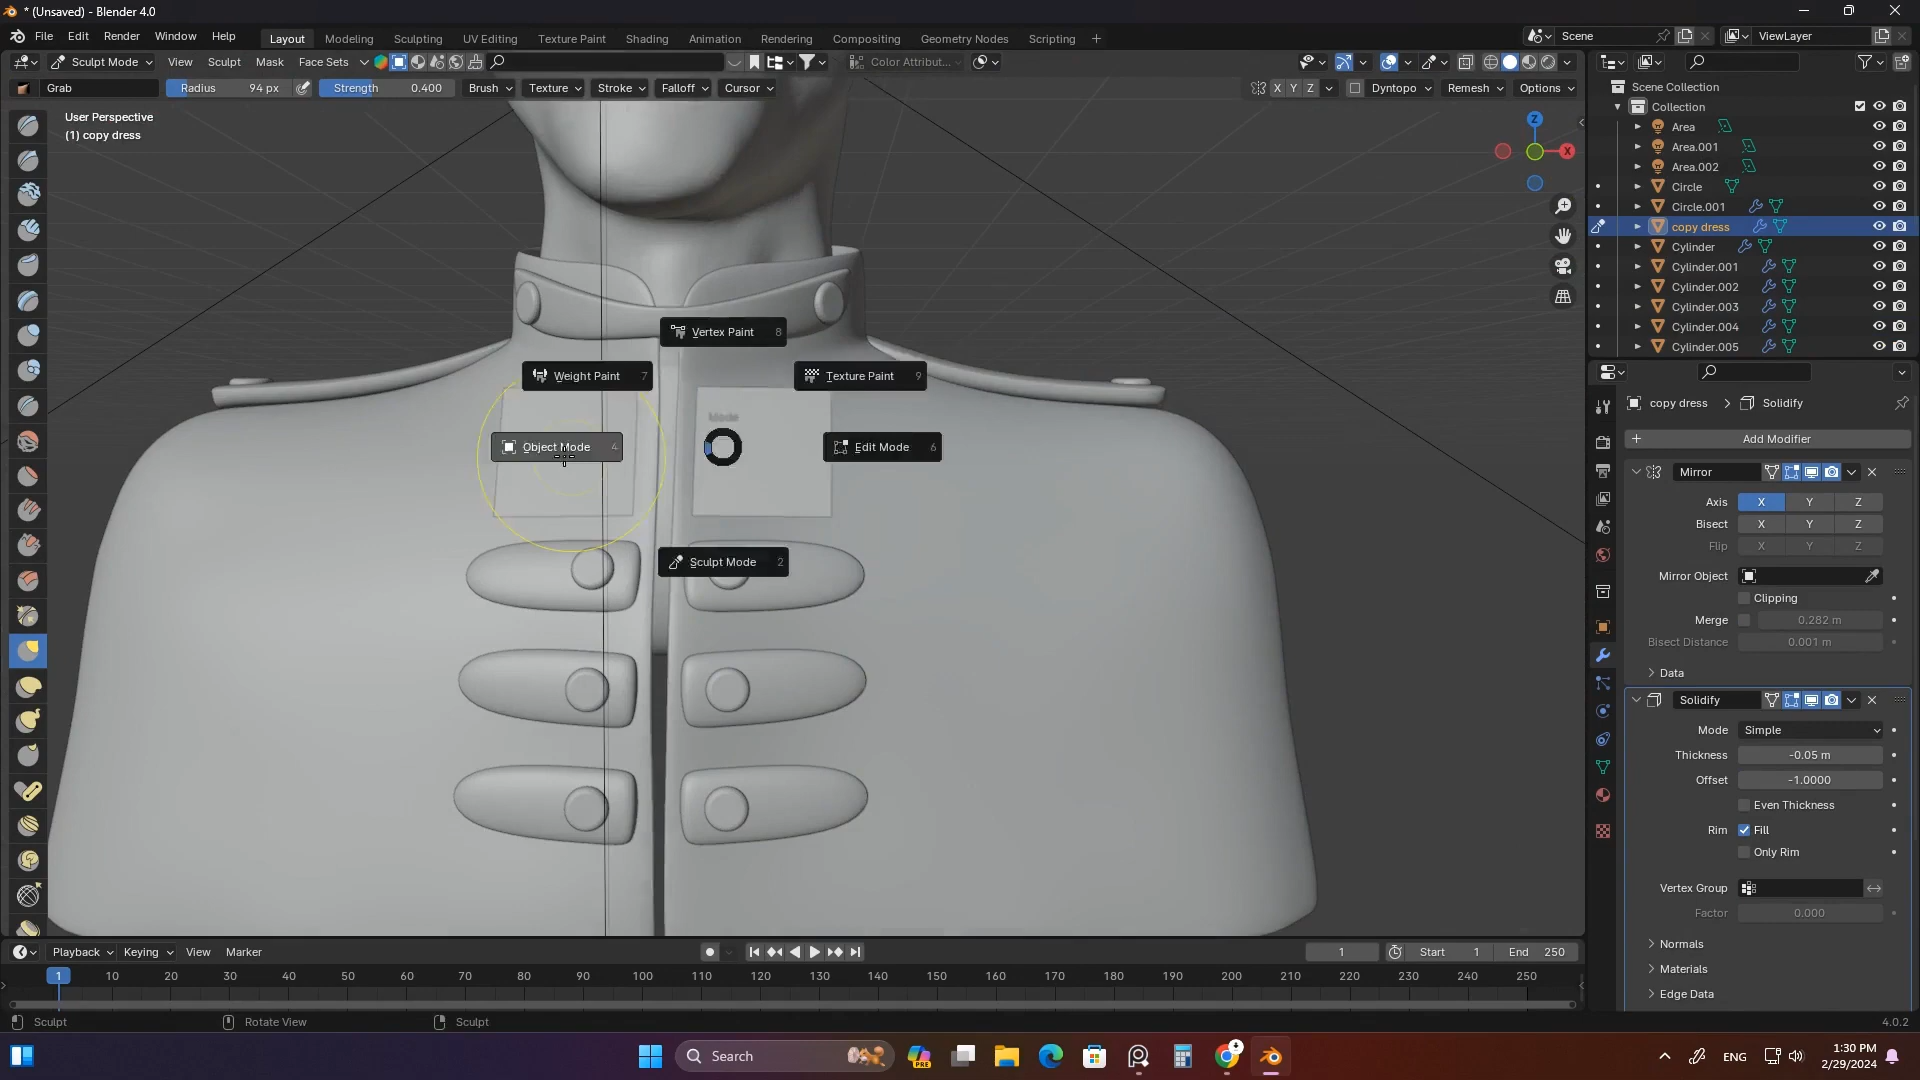 * (Unsaved) - Blender 4.0
File Edit Render Window Help
Layout Modeling Sculpting UV Editing Texture Paint Shading Animation Rendering Compositing Geometry Nodes Scripting +
Scene ViewLayer
Sculpt Mode View Sculpt Mask Face Sets Color Attribut...
Grab Radius 94 px Strength 0.400 Brush Texture Stroke Falloff Cursor X Y Z Dyntopo Remesh Options
User Perspective
(1) copy dress
Z
X
Vertex Paint 8
Weight Paint 7
Texture Paint 9
Mode
Object Mode 4
Edit Mode 6
Sculpt Mode 2
Scene Collection
Collection
Area
Area.001
Area.002
Circle
Circle.001
copy dress
Cylinder
Cylinder.001
Cylinder.002
Cylinder.003
Cylinder.004
Cylinder.005
copy dress > Solidify
+ Add Modifier
Mirror
Axis X Y Z
Bisect X Y Z
Flip X Y Z
Mirror Object
Clipping
Merge 0.282 m
Bisect Distance 0.001 m
Data
Solidify
Mode Simple
Thickness -0.05 m
Offset -1.0000
Even Thickness
Rim Fill
Only Rim
Vertex Group
Factor 0.000
Normals
Materials
Edge Data
Playback Keying View Marker
1 Start 1 End 250
1 10 20 30 40 50 60 70 80 90 100 110 120 130 140 150 160 170 180 190 200 210 220 230 240 250
Sculpt Rotate View Sculpt
4.0.2
Search
PRE
ENG
1:30 PM
2/29/2024